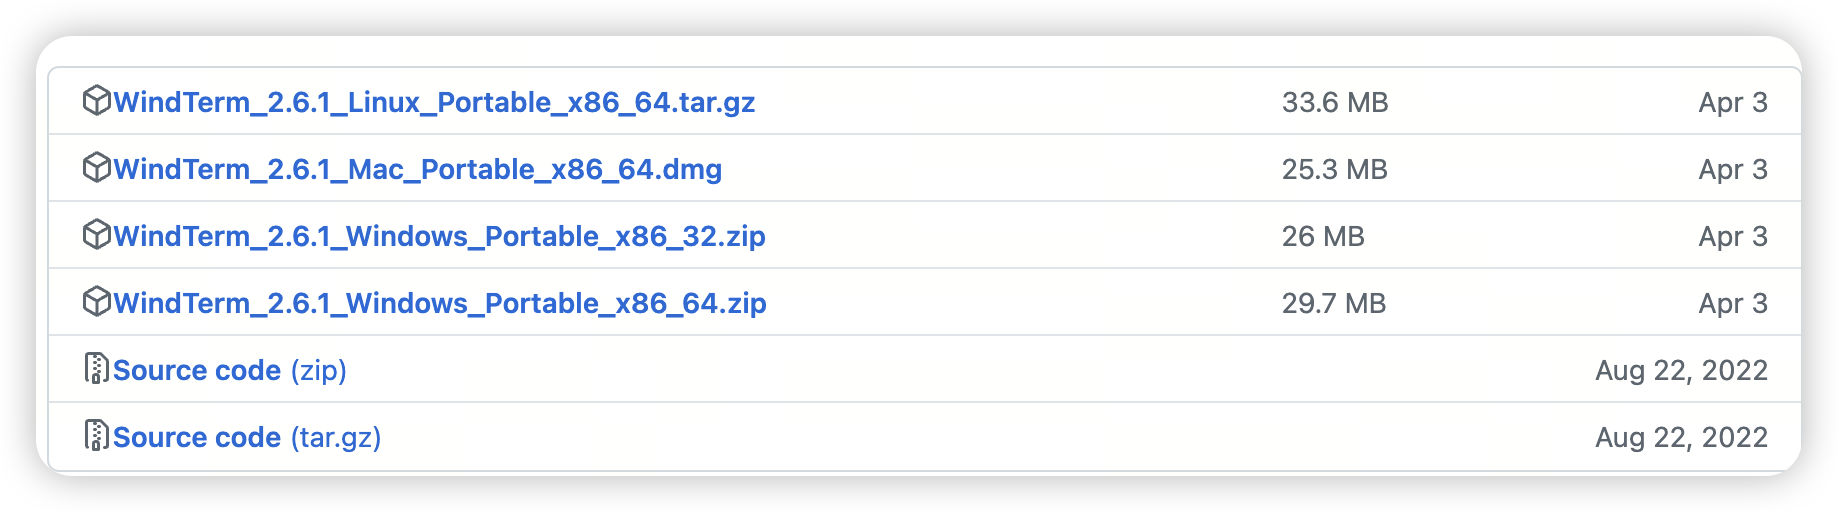 WindTerm_2.6.1_Linux_Portable_x86_64.tar.gz 33.6 MB Apr 3
WindTerm_2.6.1_Mac_Portable_x86_64.dmg 25.3 MB Apr 3
WindTerm_2.6.1_Windows_Portable_x86_32.zip 26 MB Apr 3
WindTerm_2.6.1_Windows_Portable_x86_64.zip 29.7 MB Apr 3
Source code (zip) Aug 22, 2022
Source code (tar.gz) Aug 22, 2022